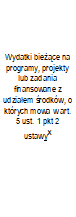 Wydatki bieżące na
programy, projekty
lub zadania
finansowane z
udziałem środków, o
których mowa w art.
5 ust. 1 pkt 2
ustawy x